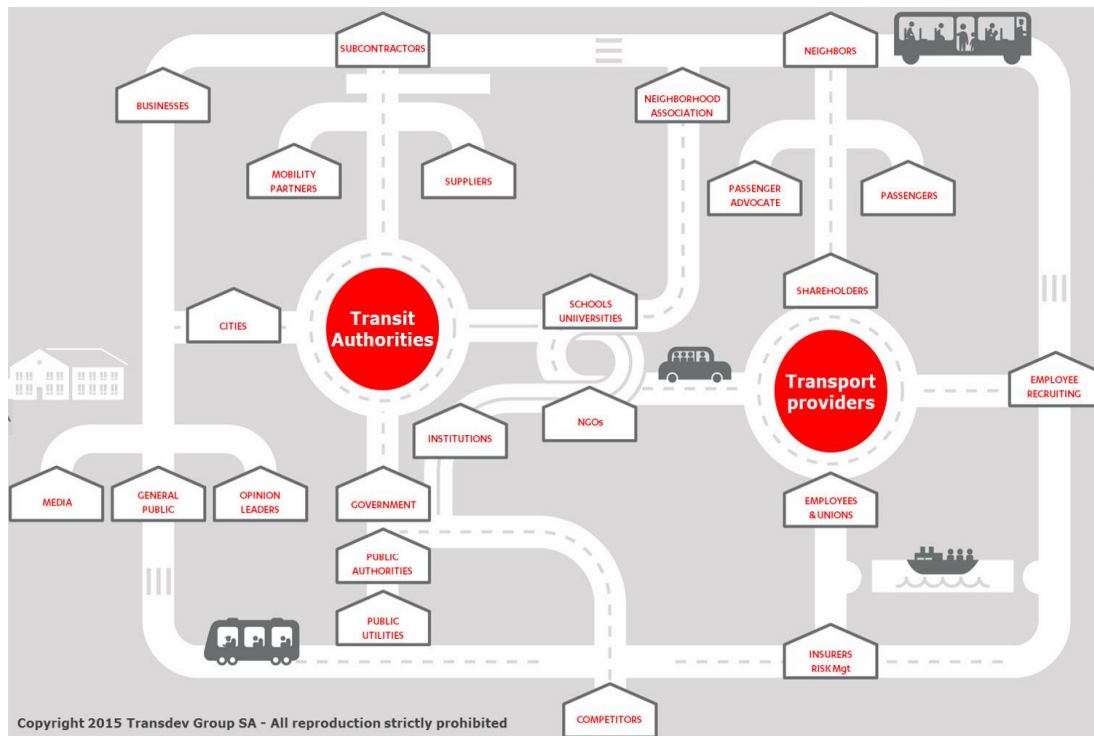 SUBCONTRACTORS
NEIGHBORS
BUSINESSES
NEIGHBORHOOD
ASSOCIATION
MOBILITY
PARTNERS
SUPPLIERS
PASSENGER
ADVOCATE
PASSENGERS
SHAREHOLDERS
SCHOOLS
UNIIVERSITIES
CITIES
Transit
Authorities
Transport
providers
EMPLOYEE
RECRUITING
NGOs
INSTITUTIONS
MEDIA
GENERAL
PUBLIC
OPINION
LEADERS
GOVERNMENT
EMPLOYEES
& UNIONS
PUBLIC
AUTHORITIES
PUBLIC
UTILITIES
INSURERS
RISK Mgt
COMPETITORS
Copyright 2015 Transdev Group SA - All reproduction strictly prohibited